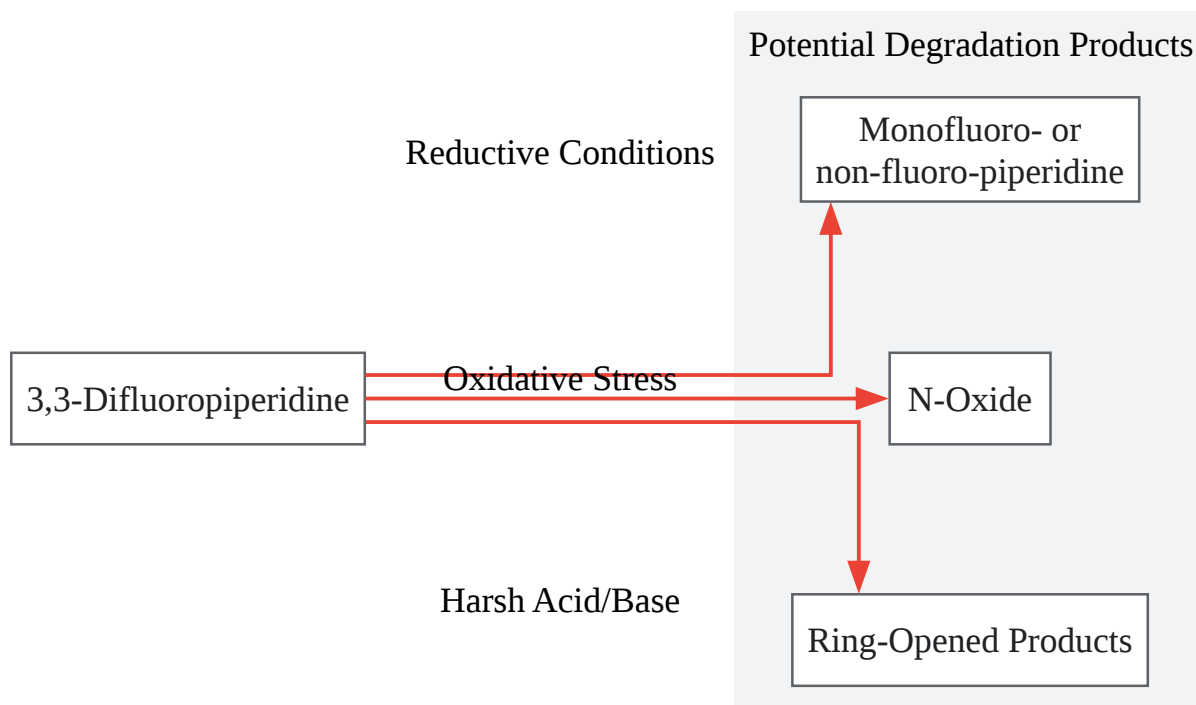 Potential Degradation Products
Monofluoro- or
non-fluoro-piperidine
Reductive Conditions
Oxidative Stress
3,3-Difluoropiperidine
N-Oxide
Harsh Acid/Base
Ring-Opened Products